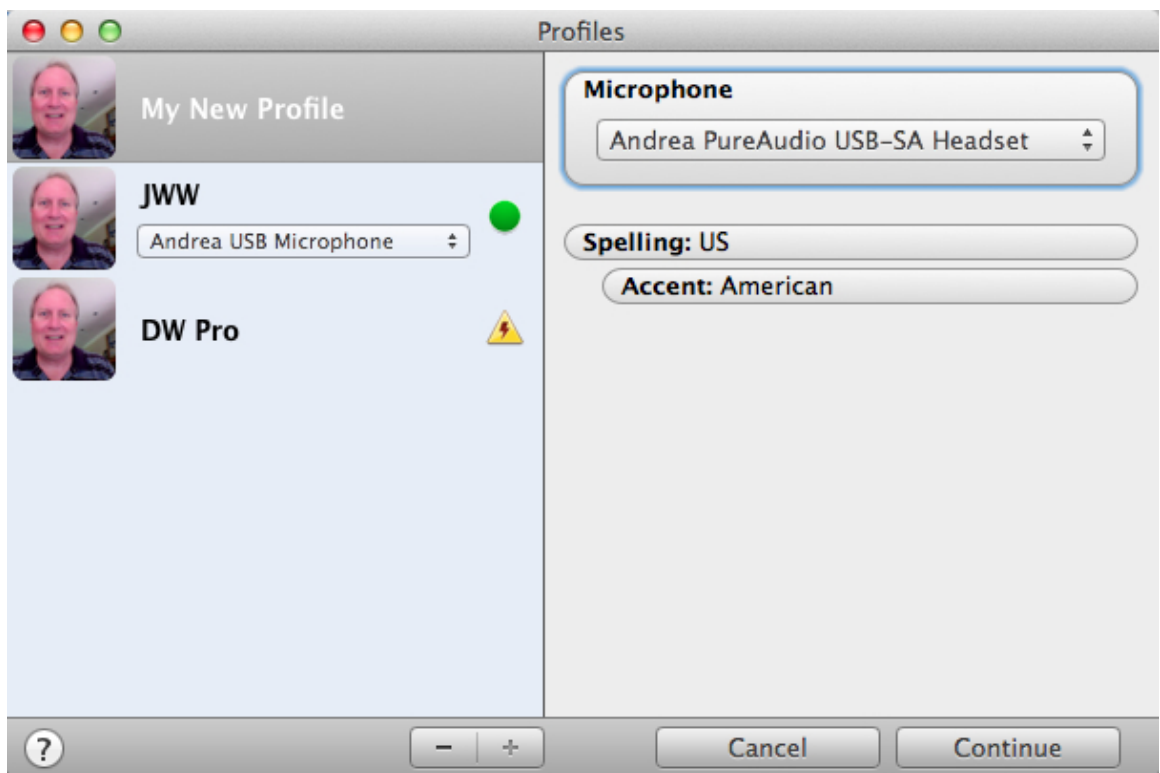 Profiles
My New Profile
JWW
Andrea USB Microphone
DW Pro
Microphone
Andrea PureAudio USB-SA Headset
Spelling: US
Accent: American
?
- +
Cancel
Continue